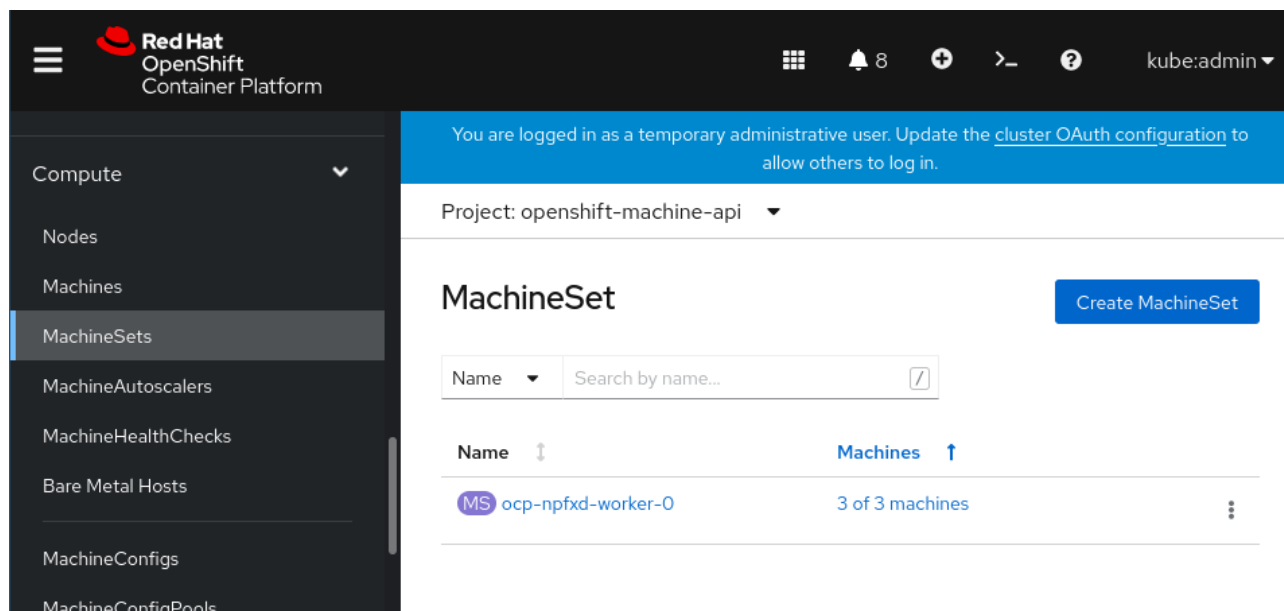 Red Hat
OpenShift
Container Platform
8
kube:admin
Compute
Nodes
Machines
MachineSets
MachineAutoscalers
MachineHealthChecks
Bare Metal Hosts
MachineConfigs
MachineConfigPools
You are logged in as a temporary administrative user. Update the cluster OAuth configuration to
allow others to log in.
Project: openshift-machine-api
MachineSet
Create MachineSet
Name Search by name... /
Name Machines
MS ocp-npfxd-worker-0 3 of 3 machines